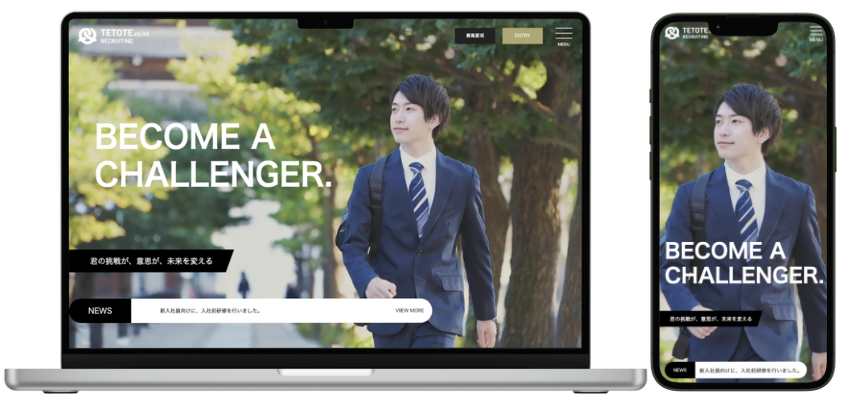 TETOTE.co.ltd
RECRUITING
募集要項
ENTRY
MENU
BECOME A
CHALLENGER.
君の挑戦が、意思が、未来を変える
NEWS
新入社員向けに、入社前研修を行いました。
VIEW MORE
TETOTE
RECRUITING
MENU
BECOME A
CHALLENGER.
君の挑戦が、意思が、未来を変える
NEWS
新入社員向けに、入社前研修を行いました。